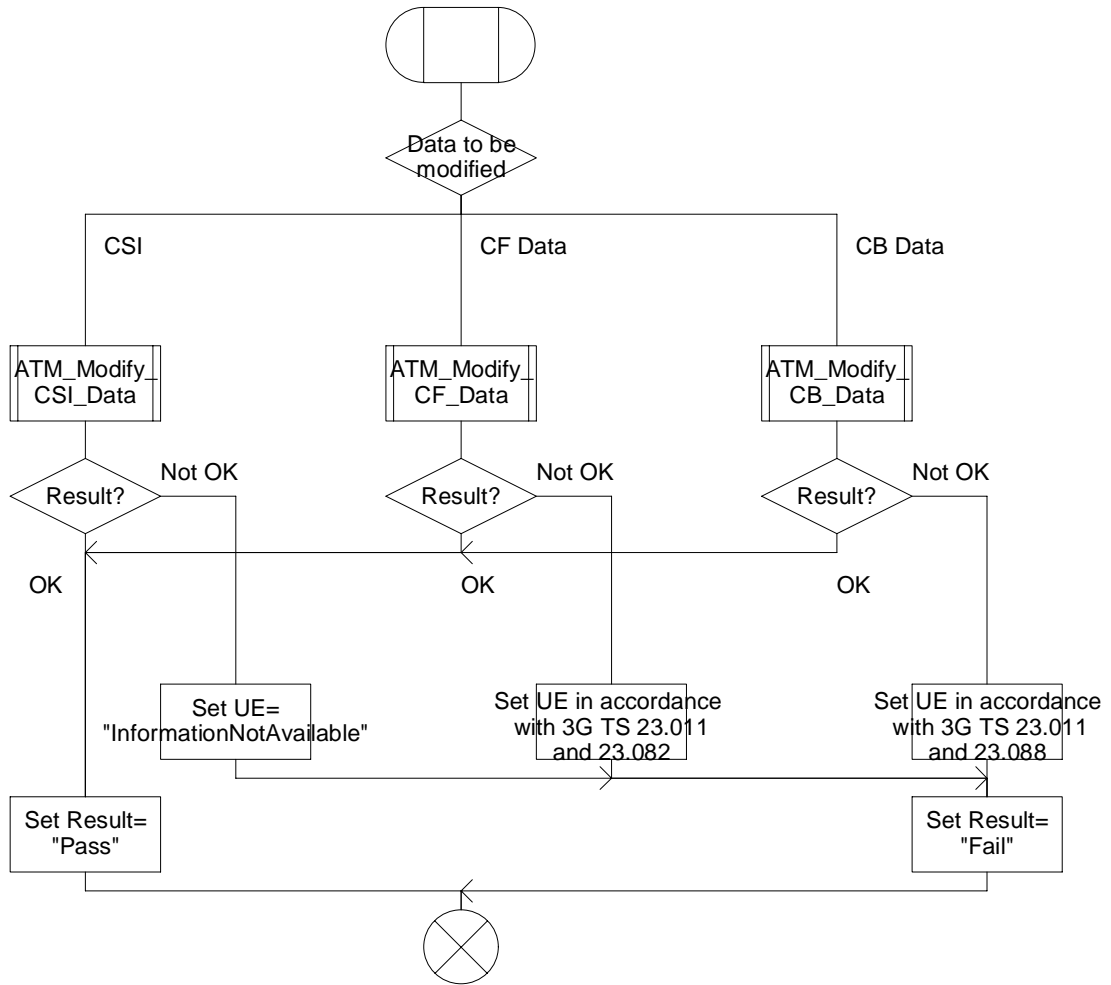 Data to be
modified
CSI
CF Data
CB Data
ATM_Modify_
CSI_Data
ATM_Modify_
CF_Data
ATM_Modify_
CB_Data
Result?
Not OK
Result?
Not OK
Result?
Not OK
OK
OK
OK
Set UE=
"InformationNotAvailable"
Set UE in accordance
with 3G TS 23.011
and 23.082
Set UE in accordance
with 3G TS 23.011
and 23.088
Set Result=
"Pass"
Set Result=
"Fail"